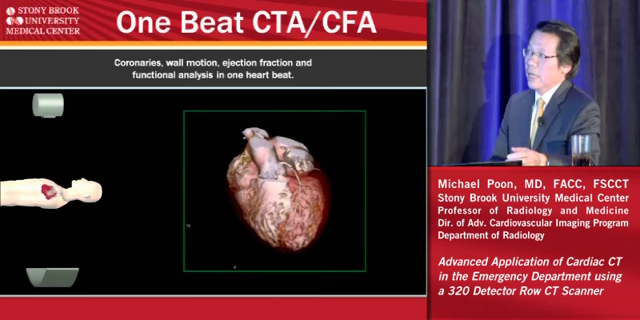 STONY BROOK
UNIVERSITY
MEDICAL CENTER
One Beat CTA/CFA
Coronaries, wall motion, ejection fraction and
functional analysis in one heart beat.
Michael Poon, MD, FACC, FSCCT
Stony Brook University Medical Center
Professor of Radiology and Medicine
Dir. of Adv. Cardiovascular Imaging Program
Department of Radiology
Advanced Application of Cardiac CT
in the Emergency Department using
a 320 Detector Row CT Scanner